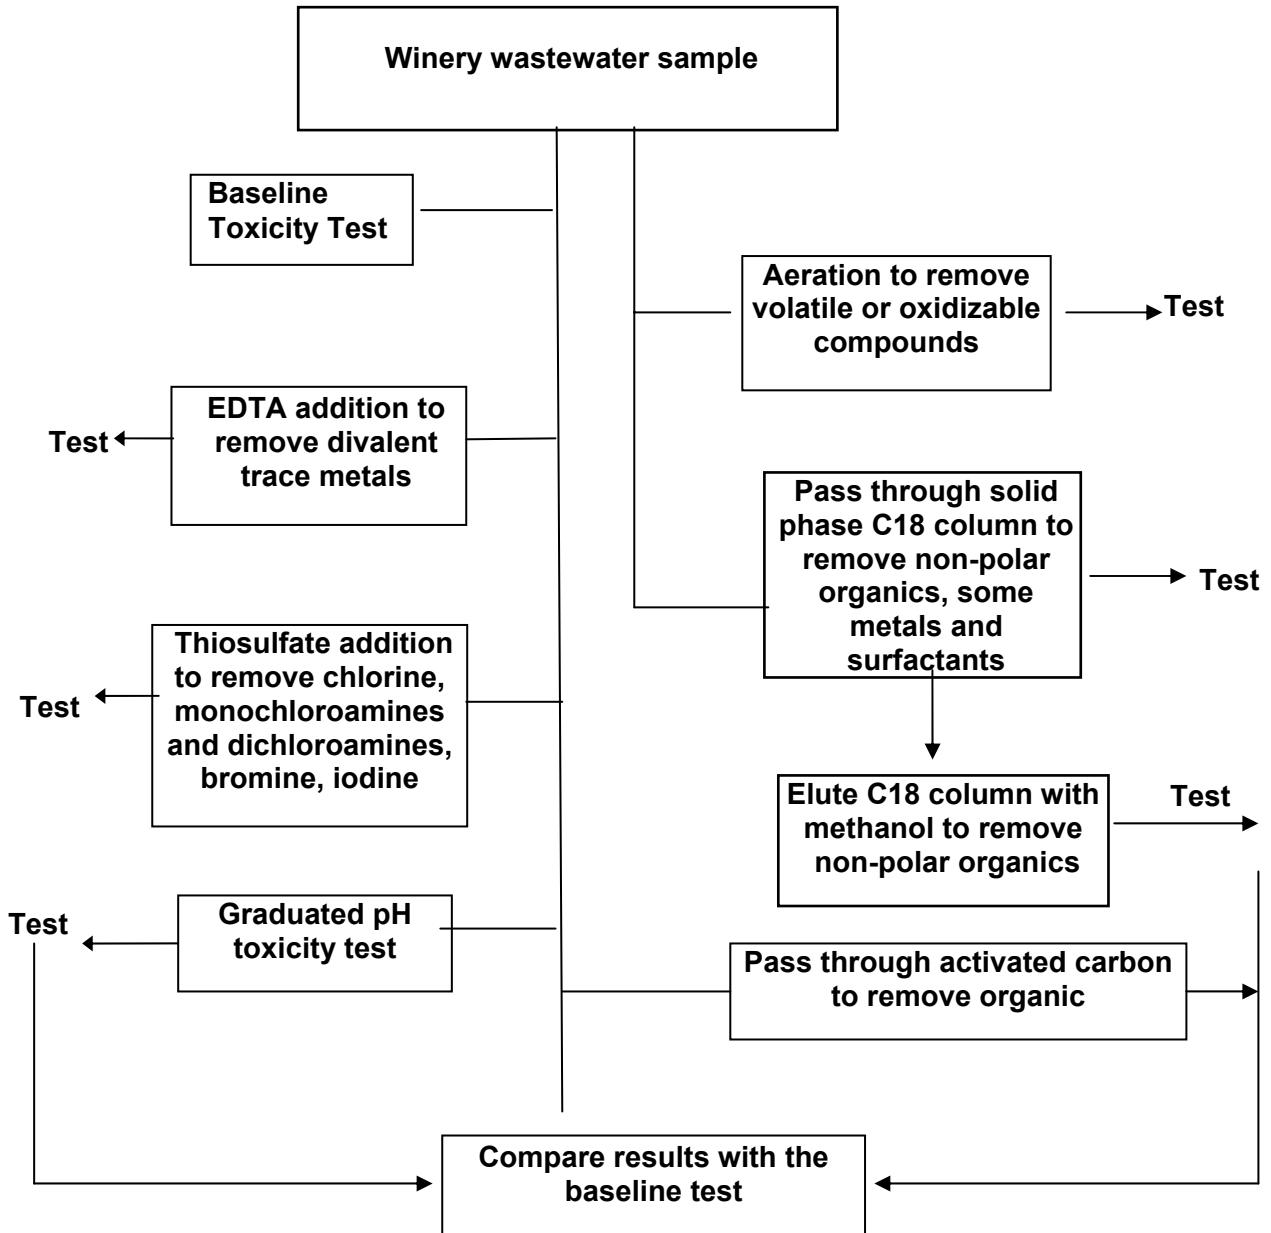 Winery wastewater sample
Baseline
Toxicity Test
Aeration to remove
volatile or oxidizable
compounds
Test
EDTA addition to
remove divalent
trace metals
Test
Pass through solid
phase C18 column to
remove non-polar
organics, some
metals and
surfactants
Test
Thiosulfate addition
to remove chlorine,
monochloroamines
and dichloroamines,
bromine, iodine
Test
Elute C18 column with
methanol to remove
non-polar organics
Test
Graduated pH
toxicity test
Test
Pass through activated carbon
to remove organic
Compare results with the
baseline test